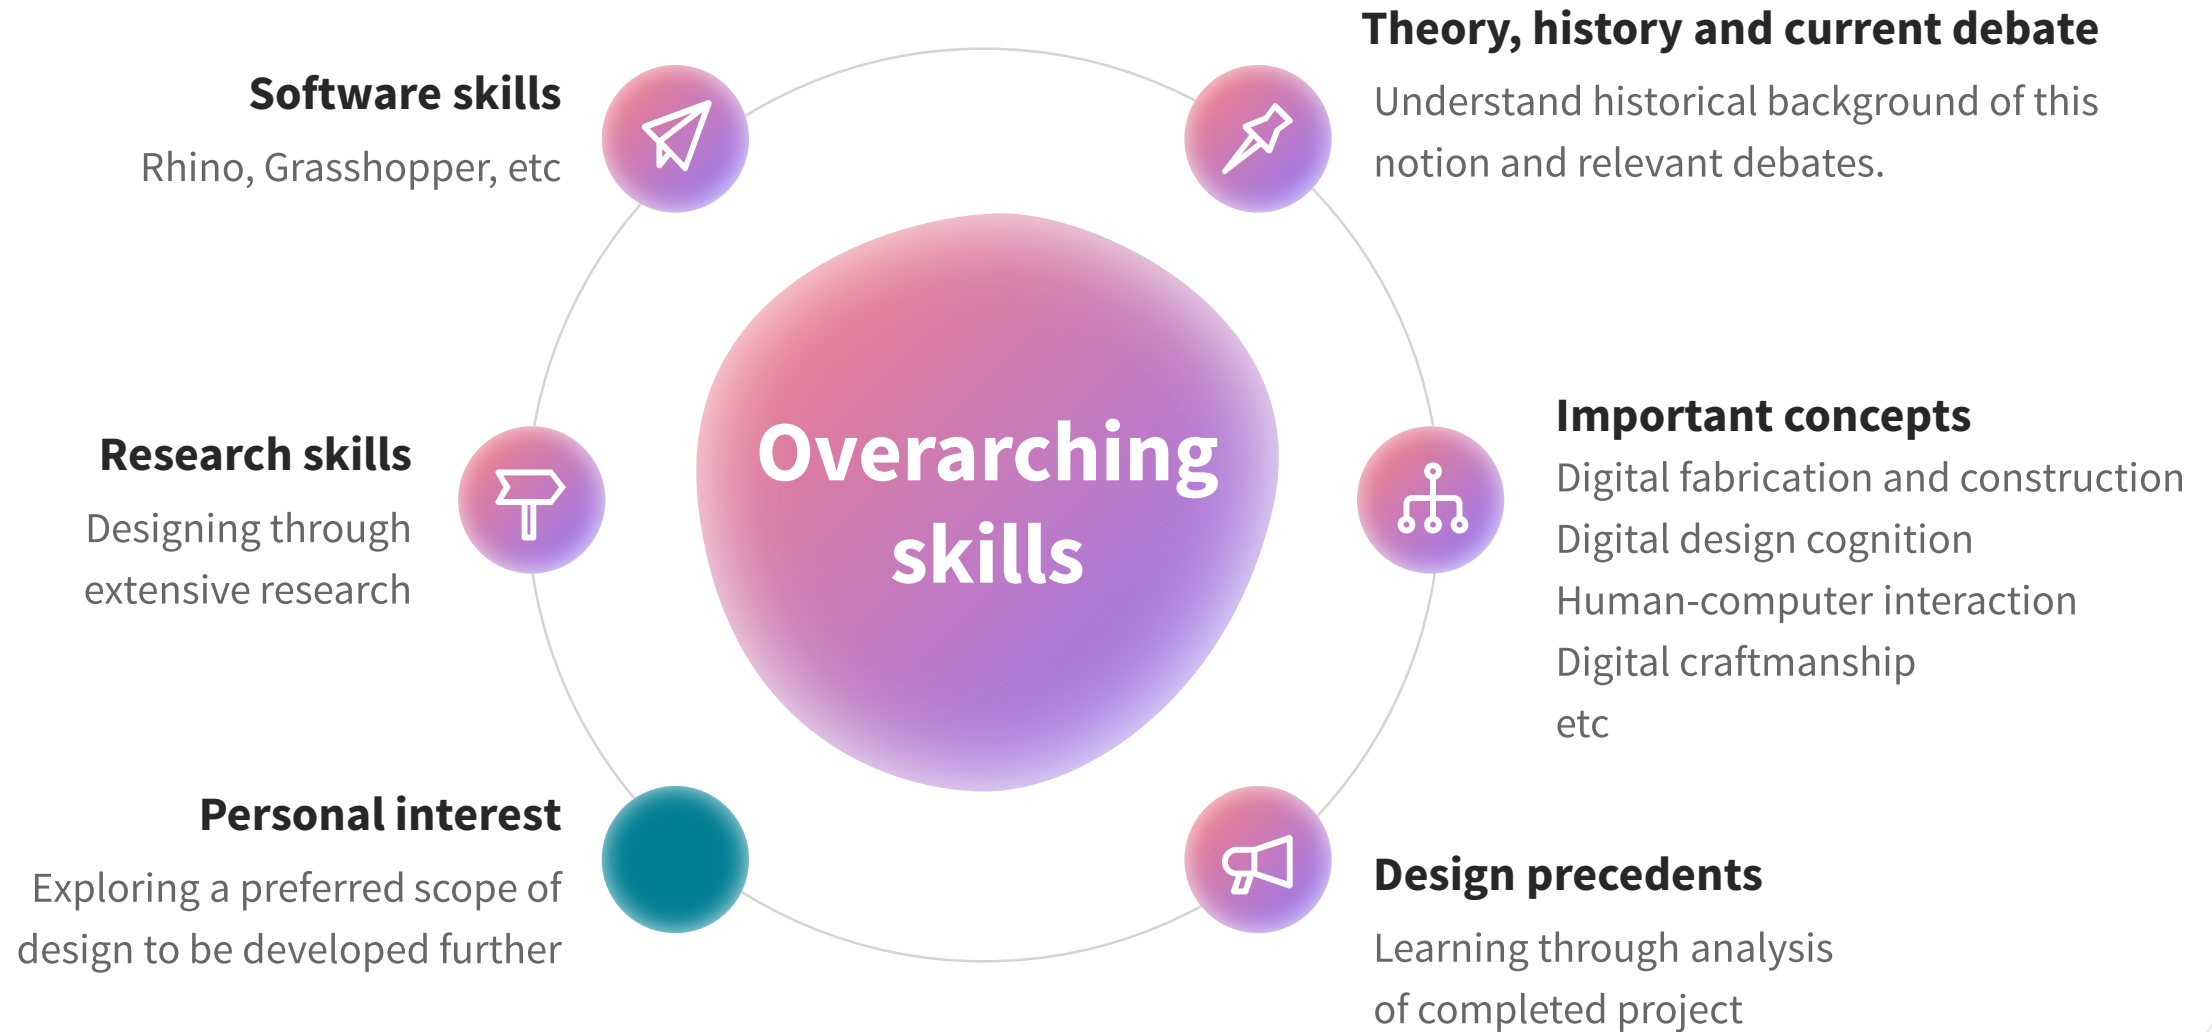 Theory, history and current debate
Understand historical background of this
notion and relevant debates.
Software skills
Rhino, Grasshopper, etc
Overarching
skills
Important concepts
Digital fabrication and construction
Digital design cognition
Human-computer interaction
Digital craftmanship
etc
Research skills
Designing through
extensive research
Personal interest
Exploring a preferred scope of
design to be developed further
Design precedents
Learning through analysis
of completed project